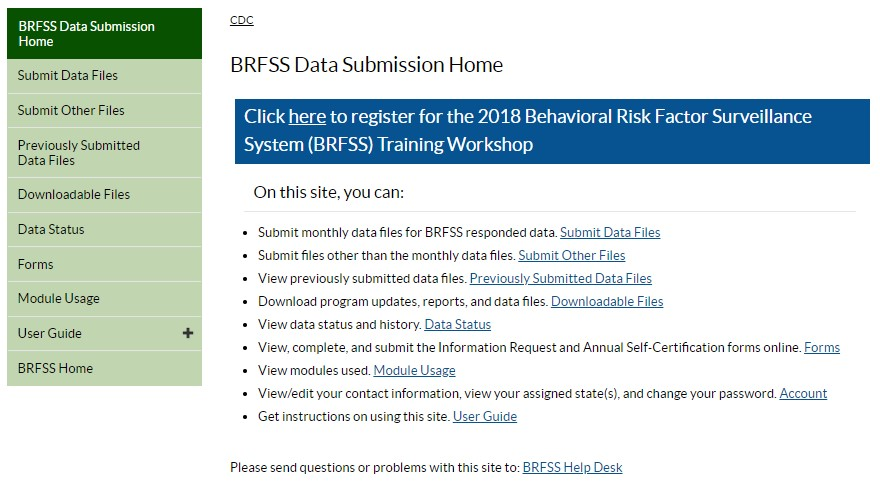 BRFSS Data Submission
Home
Submit Data Files
Submit Other Files
Previously Submitted
Data Files
Downloadable Files
Data Status
Forms
Module Usage
User Guide +
BRFSS Home
CDC
BRFSS Data Submission Home
Click here to register for the 2018 Behavioral Risk Factor Surveillance
System (BRFSS) Training Workshop
On this site, you can:
• Submit monthly data files for BRFSS responded data. Submit Data Files
• Submit files other than the monthly data files. Submit Other Files
• View previously submitted data files. Previously Submitted Data Files
• Download program updates, reports, and data files. Downloadable Files
• View data status and history. Data Status
• View, complete, and submit the Information Request and Annual Self-Certification forms online. Forms
• View modules used. Module Usage
• View/edit your contact information, view your assigned state(s), and change your password. Account
• Get instructions on using this site. User Guide
Please send questions or problems with this site to: BRFSS Help Desk